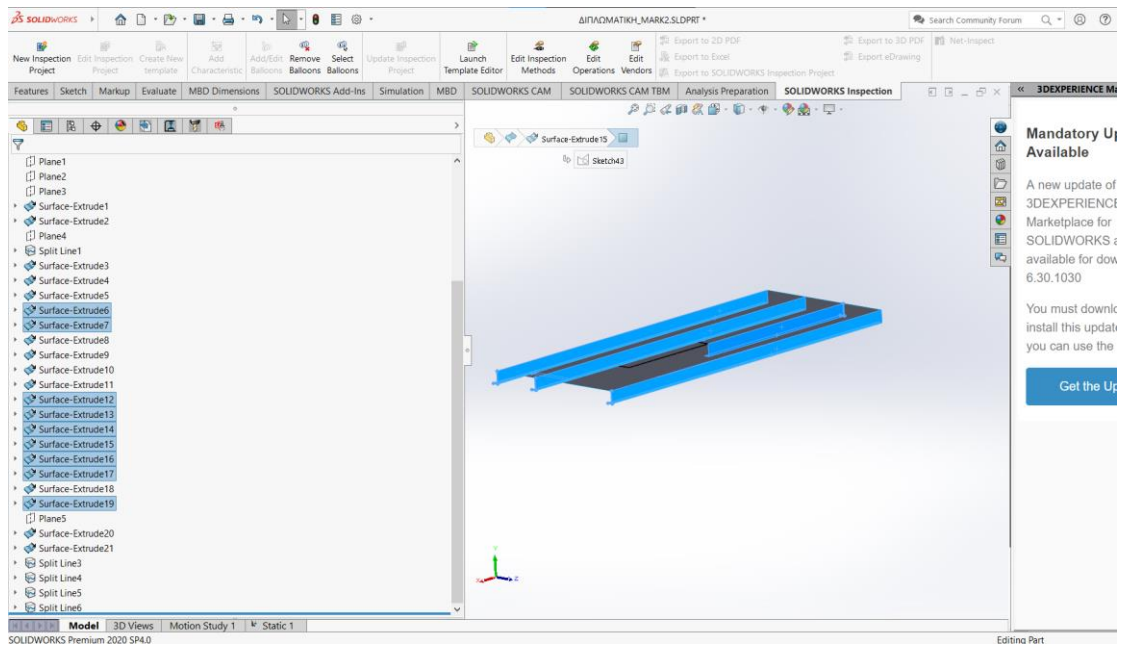 SOLIDWORKS
ΔΙΠΛΩΜΑΤΙΚΗ_MARK2.SLDPRT *
Search Community Forum
New Inspection Project
Edit Inspection Project
Create New template
Add Characteristic
Add/Edit Balloons
Remove Balloons
Select Balloons
Update Inspection Project
Launch Template Editor
Edit Inspection Methods
Edit Operations
Edit Vendors
Export to 2D PDF
Export to Excel
Export to SOLIDWORKS Inspection Project
Export to 3D PDF
Export eDrawing
Net-Inspect
Features Sketch Markup Evaluate MBD Dimensions SOLIDWORKS Add-Ins Simulation MBD SOLIDWORKS CAM SOLIDWORKS CAM TBM Analysis Preparation SOLIDWORKS Inspection
3DEXPERIENCE Ma
Surface-Extrude15
Sketch43
Plane1
Plane2
Plane3
Surface-Extrude1
Surface-Extrude2
Plane4
Split Line1
Surface-Extrude3
Surface-Extrude4
Surface-Extrude5
Surface-Extrude6
Surface-Extrude7
Surface-Extrude8
Surface-Extrude9
Surface-Extrude10
Surface-Extrude11
Surface-Extrude12
Surface-Extrude13
Surface-Extrude14
Surface-Extrude15
Surface-Extrude16
Surface-Extrude17
Surface-Extrude18
Surface-Extrude19
Plane5
Surface-Extrude20
Surface-Extrude21
Split Line3
Split Line4
Split Line5
Split Line6
Mandatory Up
Available
A new update of
3DEXPERIENCE
Marketplace for
SOLIDWORKS
available for dow
6.30.1030
You must downlo
install this updat
you can use the
Get the Up
Model 3D Views Motion Study 1 Static 1
SOLIDWORKS Premium 2020 SP4.0
Editing Part